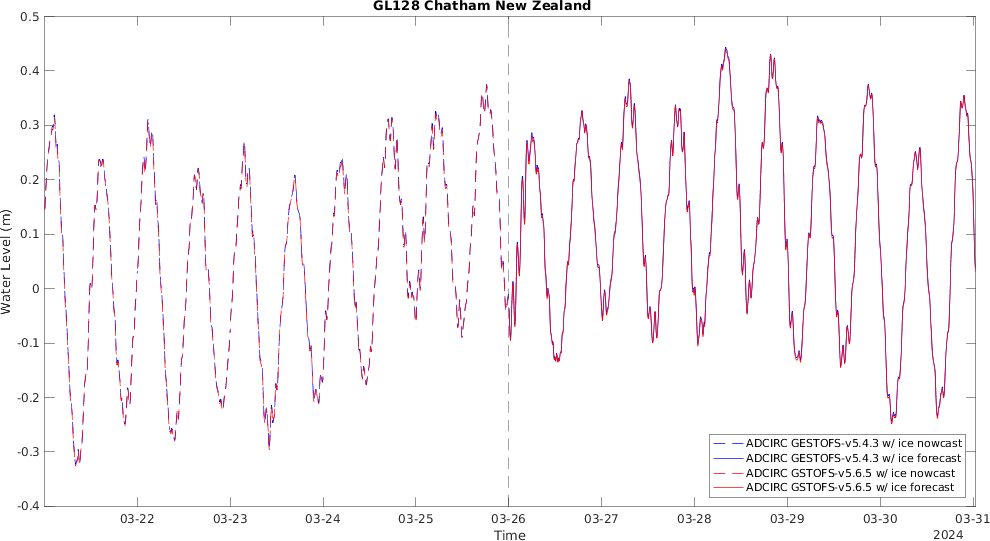 GL128 Chatham New Zealand
0.5
0.4
0.3
0.2
0.1
0
-0.1
-0.2
-0.3
-0.4
Water Level (m)
03-22 03-23 03-24 03-25 03-26 03-27 03-28 03-29 03-30 03-31
Time
2024
ADCIRC GESTOFS-v5.4.3 w/ ice nowcast
ADCIRC GESTOFS-v5.4.3 w/ ice forecast
ADCIRC GSTOFS-v5.6.5 w/ ice nowcast
ADCIRC GSTOFS-v5.6.5 w/ ice forecast